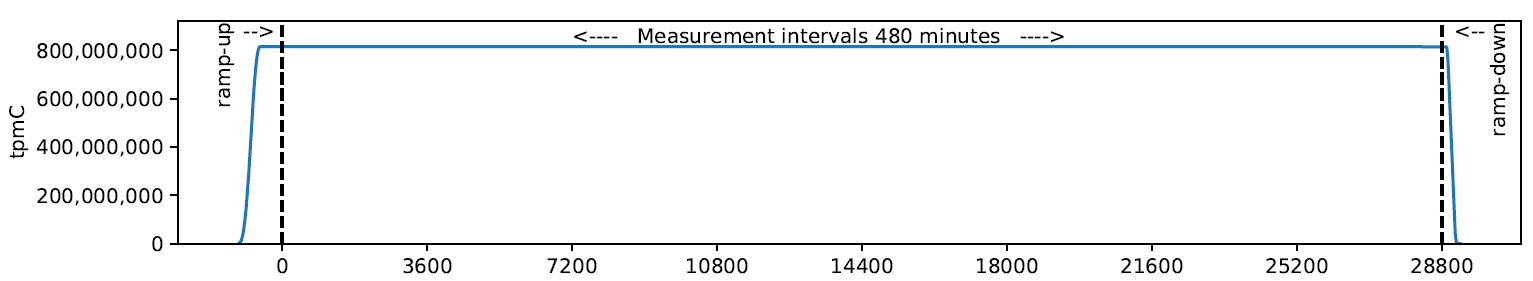 ramp-up -->
<---- Measurement intervals 480 minutes ---->
<-- ramp-down
tpmC
800,000,000
600,000,000
400,000,000
200,000,000
0
0 3600 7200 10800 14400 18000 21600 25200 28800